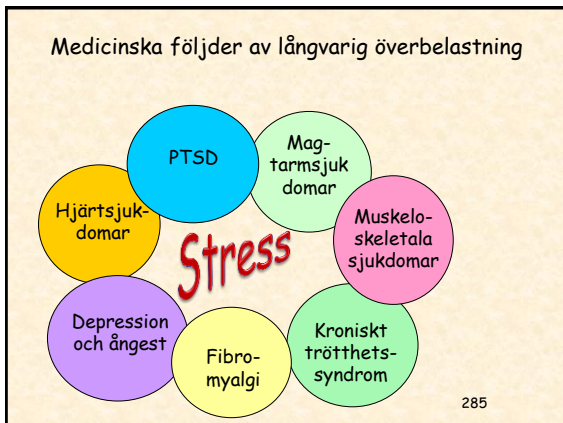 Medicinska följder av långvarig överbelastning
PTSD
Mag-
tarmsjuk
domar
Hjärtsjuk-
domar
Muskelo-
skeletala
sjukdomar
Stress
Depression
och ångest
Fibro-
myalgi
Kroniskt
trötthets-
syndrom
285